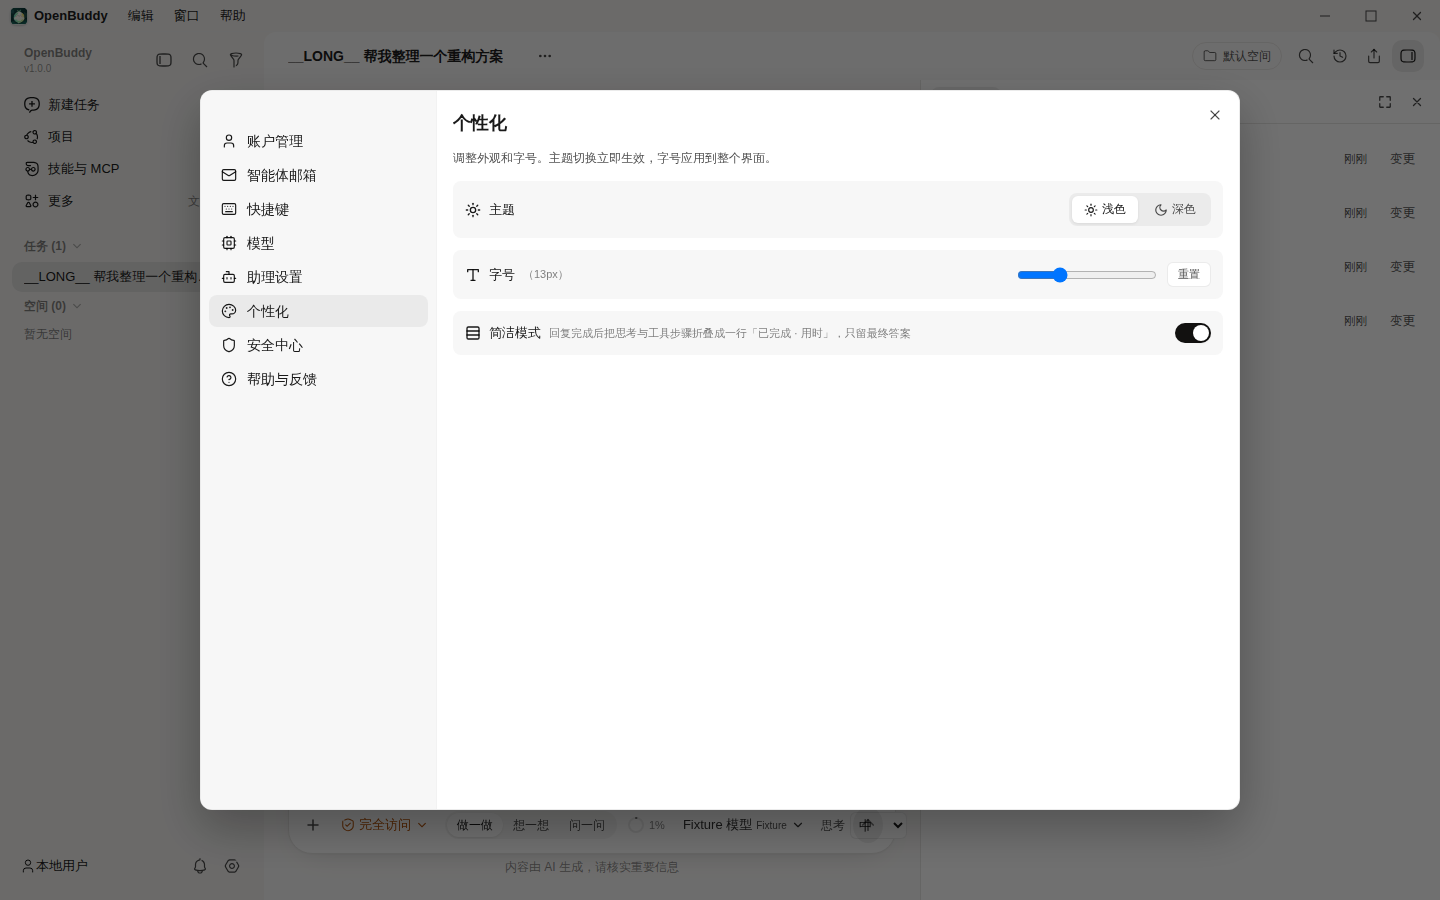 OpenBuddy 编辑 窗口 帮助
OpenBuddy
v1.0.0
__LONG__ 帮我整理一个重构方案
默认空间
新建任务
项目
技能与 MCP
更多
任务 (1)
__LONG__ 帮我整理一个重构
空间 (0)
暂无空间
本地用户
账户管理
智能体邮箱
快捷键
模型
助理设置
个性化
安全中心
帮助与反馈
个性化
调整外观和字号。主题切换立即生效，字号应用到整个界面。
主题 浅色 深色
字号 （13px） 重置
简洁模式 回复完成后把思考与工具步骤折叠成一行「已完成 · 用时」，只留最终答案
刚刚 变更
刚刚 变更
刚刚 变更
刚刚 变更
完全访问 做一做 想一想 问一问 1% Fixture 模型 Fixture 思考
内容由 AI 生成，请核实重要信息